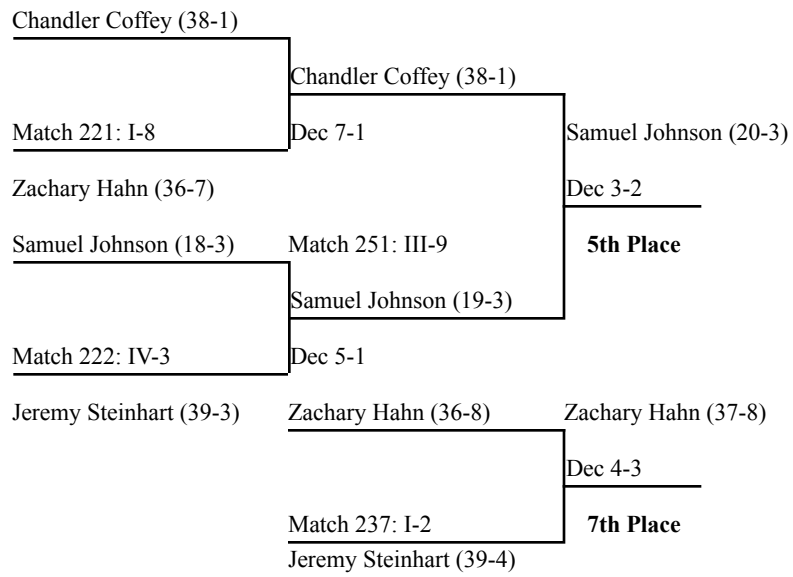 Chandler Coffey (38-1)
Chandler Coffey (38-1)
Match 221: I-8
Dec 7-1
Samuel Johnson (20-3)
Zachary Hahn (36-7)
Dec 3-2
Samuel Johnson (18-3)
Match 251: III-9
5th Place
Samuel Johnson (19-3)
Match 222: IV-3
Dec 5-1
Jeremy Steinhart (39-3)
Zachary Hahn (36-8)
Zachary Hahn (37-8)
Dec 4-3
Match 237: I-2
7th Place
Jeremy Steinhart (39-4)